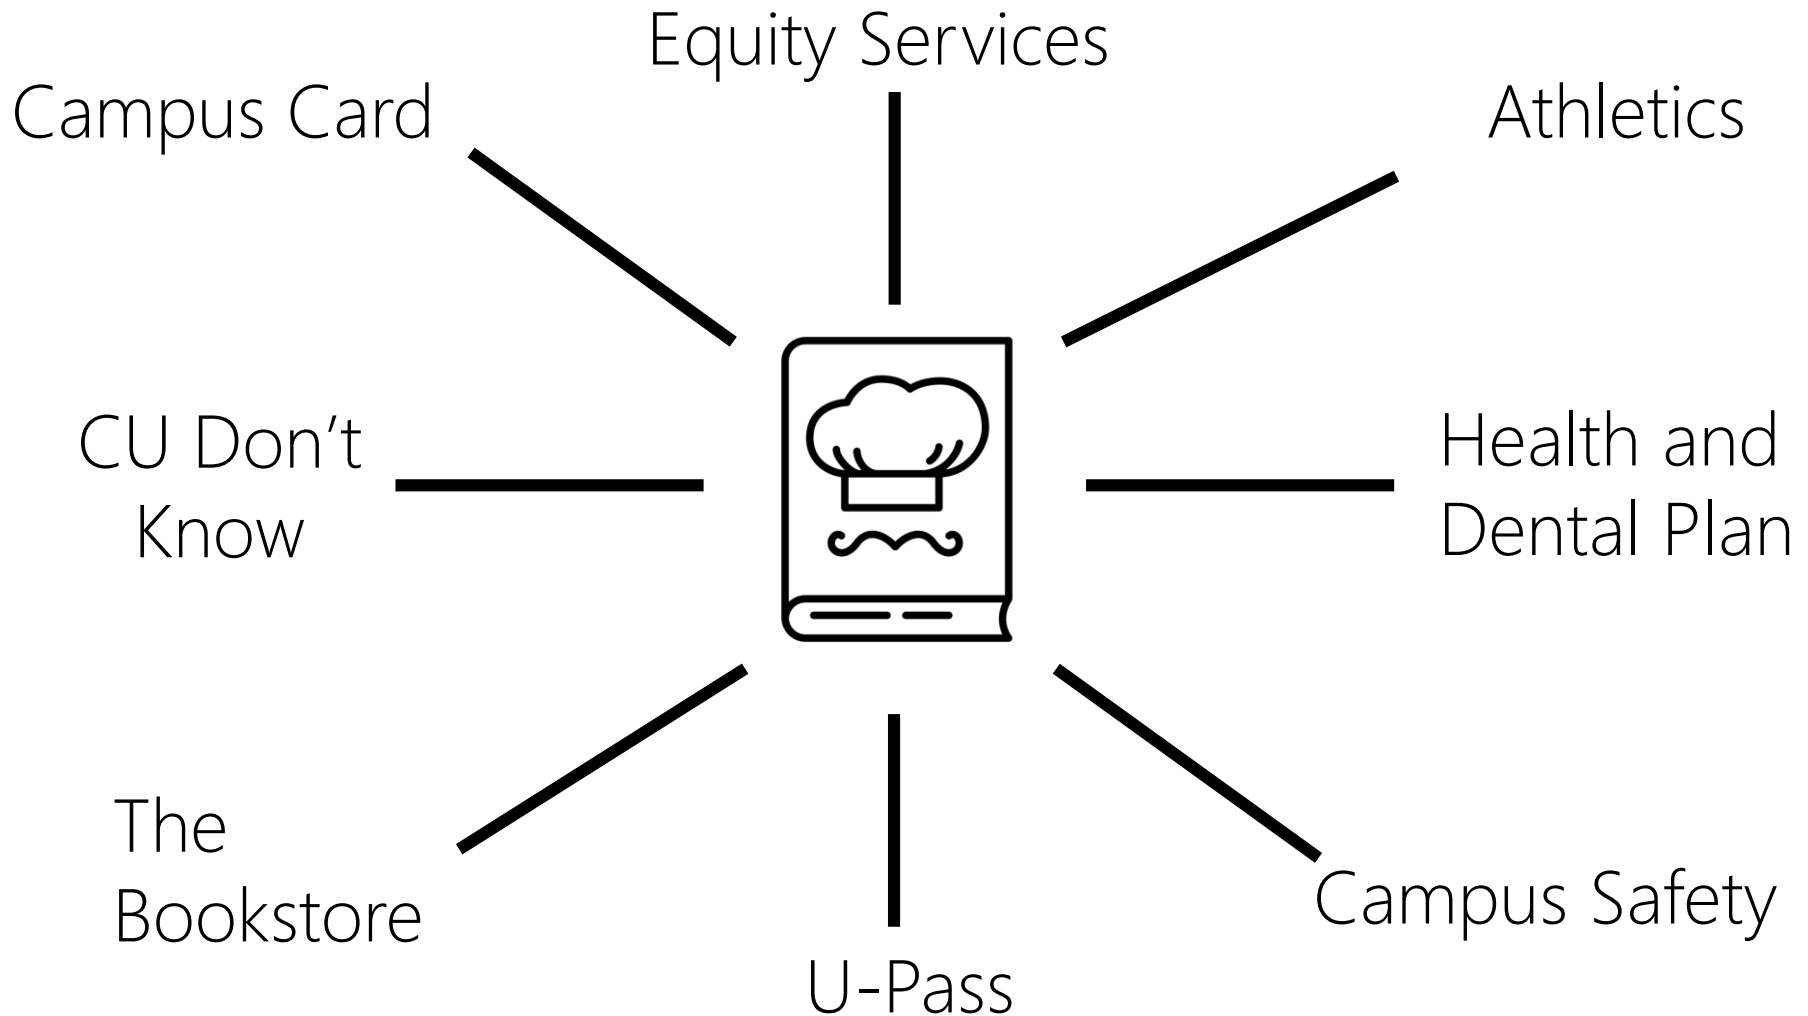 Equity Services
Campus Card
Athletics
CU Don’t
Know
Health and
Dental Plan
The
Bookstore
Campus Safety
U-Pass